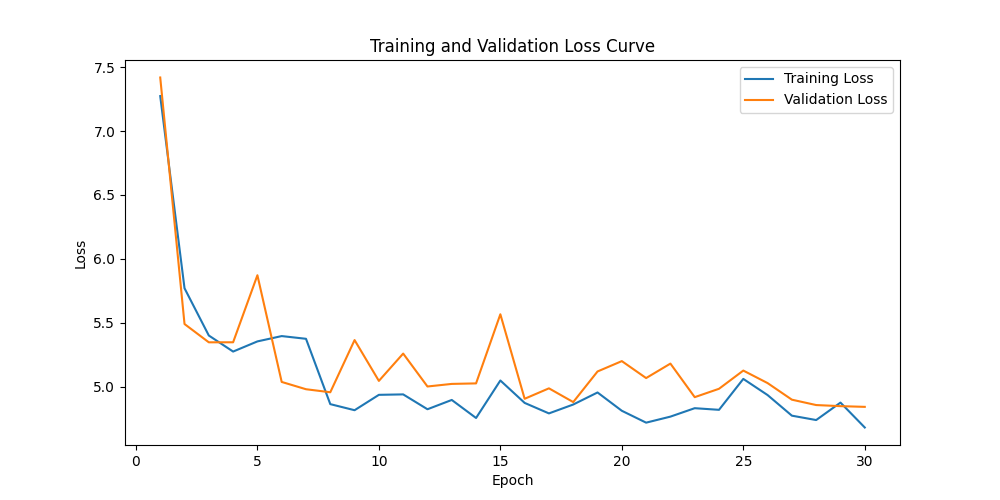 Training and Validation Loss Curve
Training Loss
Validation Loss
7.5
7.0
6.5
6.0
5.5
5.0
Loss
0 5 10 15 20 25 30
Epoch